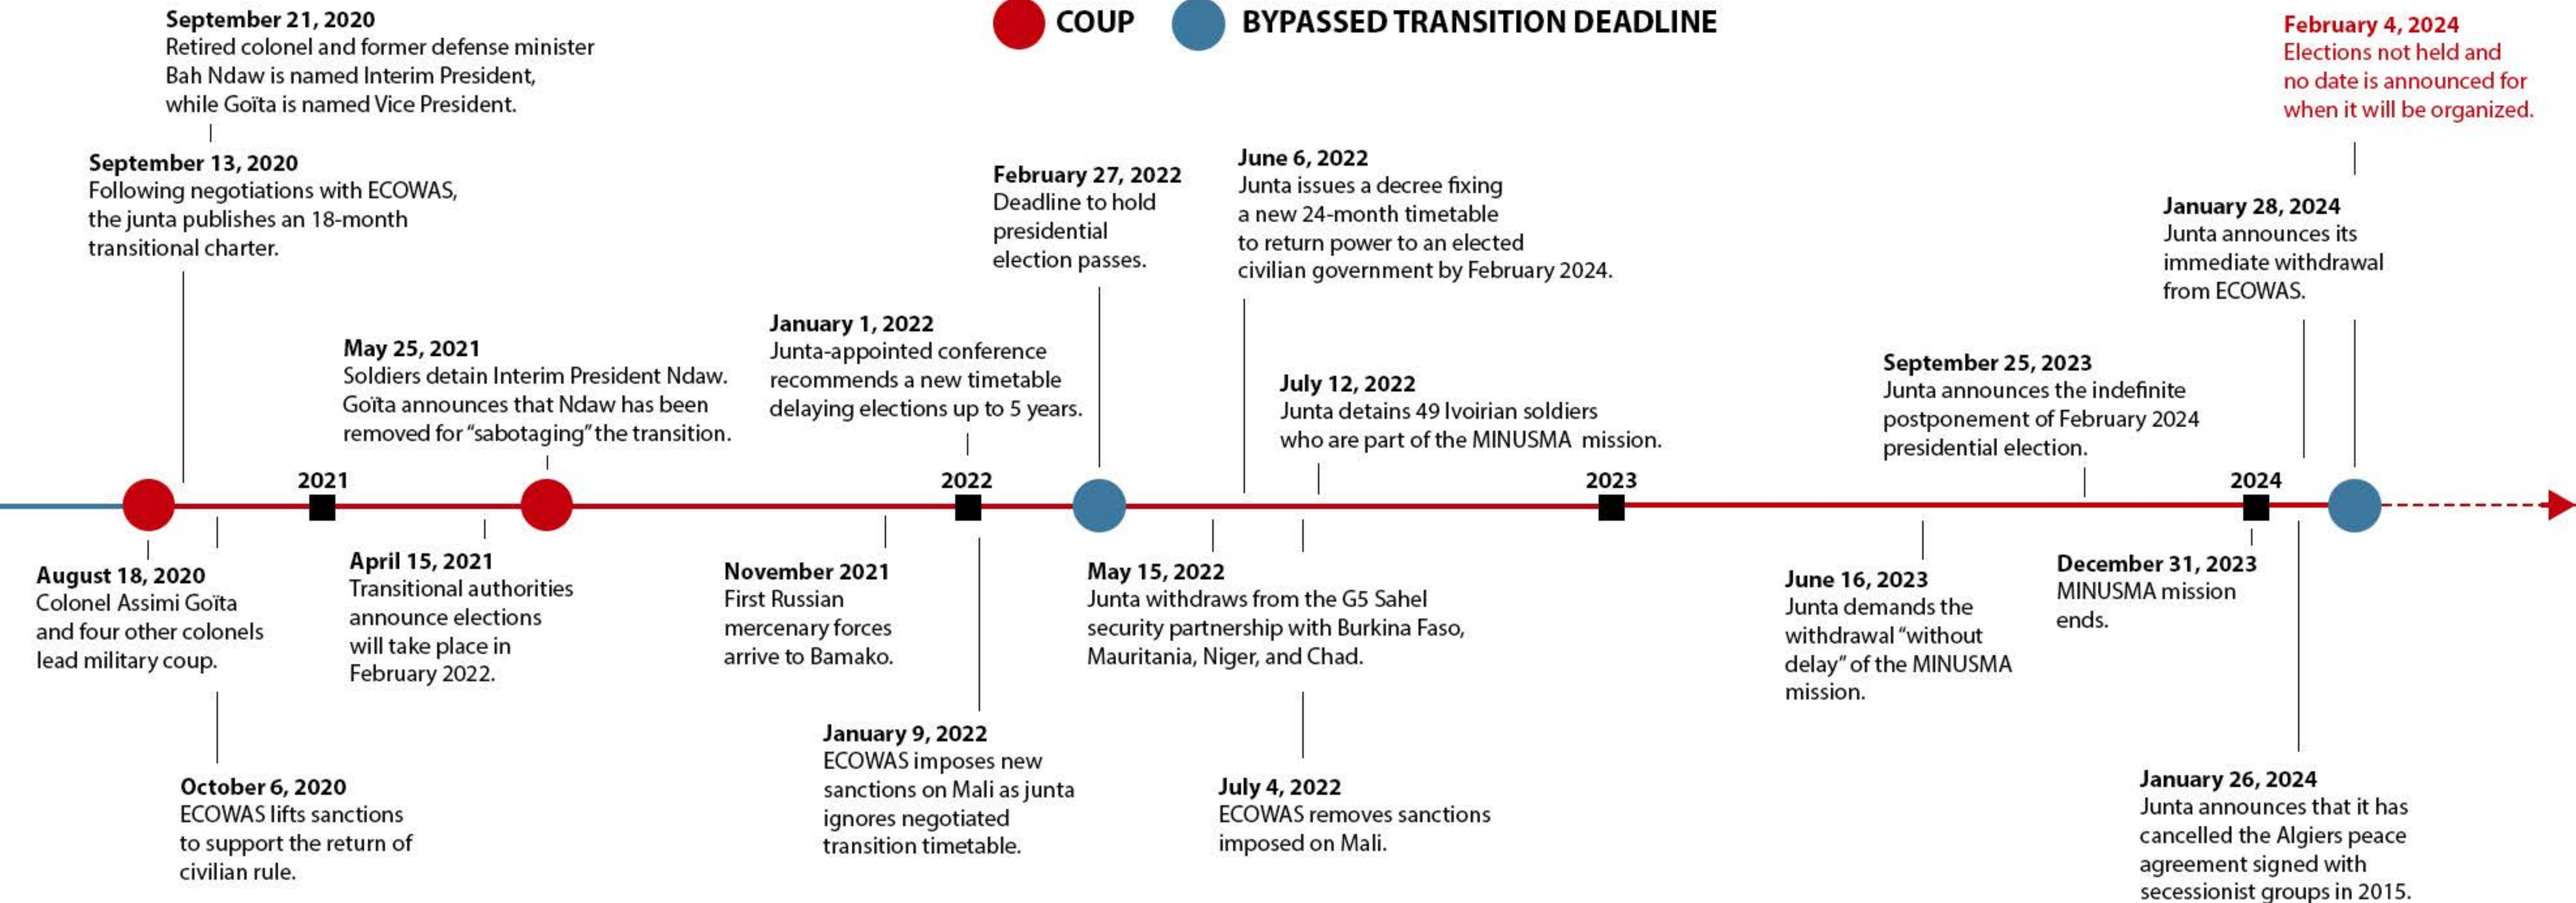 COUP
BYPASSED TRANSITION DEADLINE
September 21, 2020
Retired colonel and former defense minister
Bah Ndaw is named Interim President,
while Goïta is named Vice President.
September 13, 2020
Following negotiations with ECOWAS,
the junta publishes an 18-month
transitional charter.
May 25, 2021
Soldiers detain Interim President Ndaw.
Goïta announces that Ndaw has been
removed for “sabotaging” the transition.
January 1, 2022
Junta-appointed conference
recommends a new timetable
delaying elections up to 5 years.
February 27, 2022
Deadline to hold
presidential
election passes.
June 6, 2022
Junta issues a decree fixing
a new 24-month timetable
to return power to an elected
civilian government by February 2024.
July 12, 2022
Junta detains 49 Ivoirian soldiers
who are part of the MINUSMA mission.
September 25, 2023
Junta announces the indefinite
postponement of February 2024
presidential election.
January 28, 2024
Junta announces its
immediate withdrawal
from ECOWAS.
February 4, 2024
Elections not held and
no date is announced for
when it will be organized.
2021
2022
2023
2024
August 18, 2020
Colonel Assimi Goïta
and four other colonels
lead military coup.
October 6, 2020
ECOWAS lifts sanctions
to support the return of
civilian rule.
April 15, 2021
Transitional authorities
announce elections
will take place in
February 2022.
November 2021
First Russian
mercenary forces
arrive to Bamako.
January 9, 2022
ECOWAS imposes new
sanctions on Mali as junta
ignores negotiated
transition timetable.
May 15, 2022
Junta withdraws from the G5 Sahel
security partnership with Burkina Faso,
Mauritania, Niger, and Chad.
July 4, 2022
ECOWAS removes sanctions
imposed on Mali.
June 16, 2023
Junta demands the
withdrawal “without
delay” of the MINUSMA
mission.
December 31, 2023
MINUSMA mission
ends.
January 26, 2024
Junta announces that it has
cancelled the Algiers peace
agreement signed with
secessionist groups in 2015.